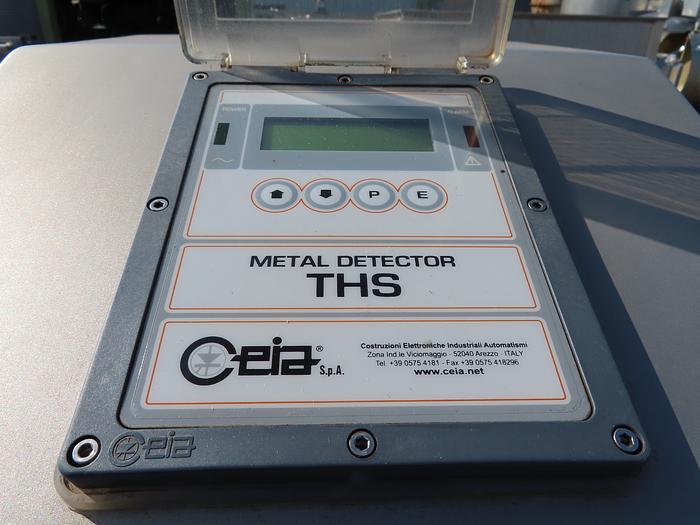 POWER
ALARM
P E
METAL DETECTOR
THS
Ceia® S.p.A.
Costruzioni Elettroniche Industriali Automatismi
Zona Ind.le Viciomaggio - 52040 Arezzo - ITALY
Tel. +39 0575 4181 - Fax +39 0575 418296
www.ceia.net
Ceia